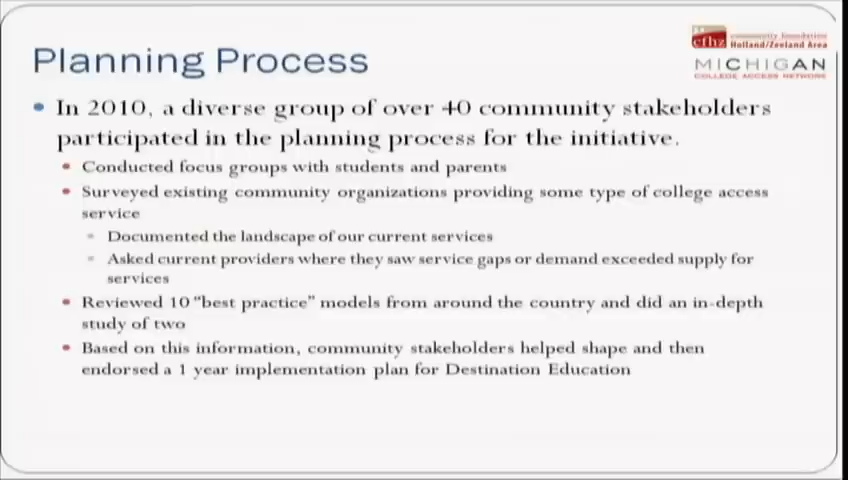 community foundation
cfhz Holland/Zeeland Area
Planning Process
MICHIGAN
COLLEGE ACCESS NETWORK
In 2010, a diverse group of over 40 community stakeholders
participated in the planning process for the initiative.
Conducted focus groups with students and parents
Surveyed existing community organizations providing some type of college access
service
Documented the landscape of our current services
Asked current providers where they saw service gaps or demand exceeded supply for
services
Reviewed 10 "best practice" models from around the country and did an in-depth
study of two
Based on this information, community stakeholders helped shape and then
endorsed a 1 year implementation plan for Destination Education